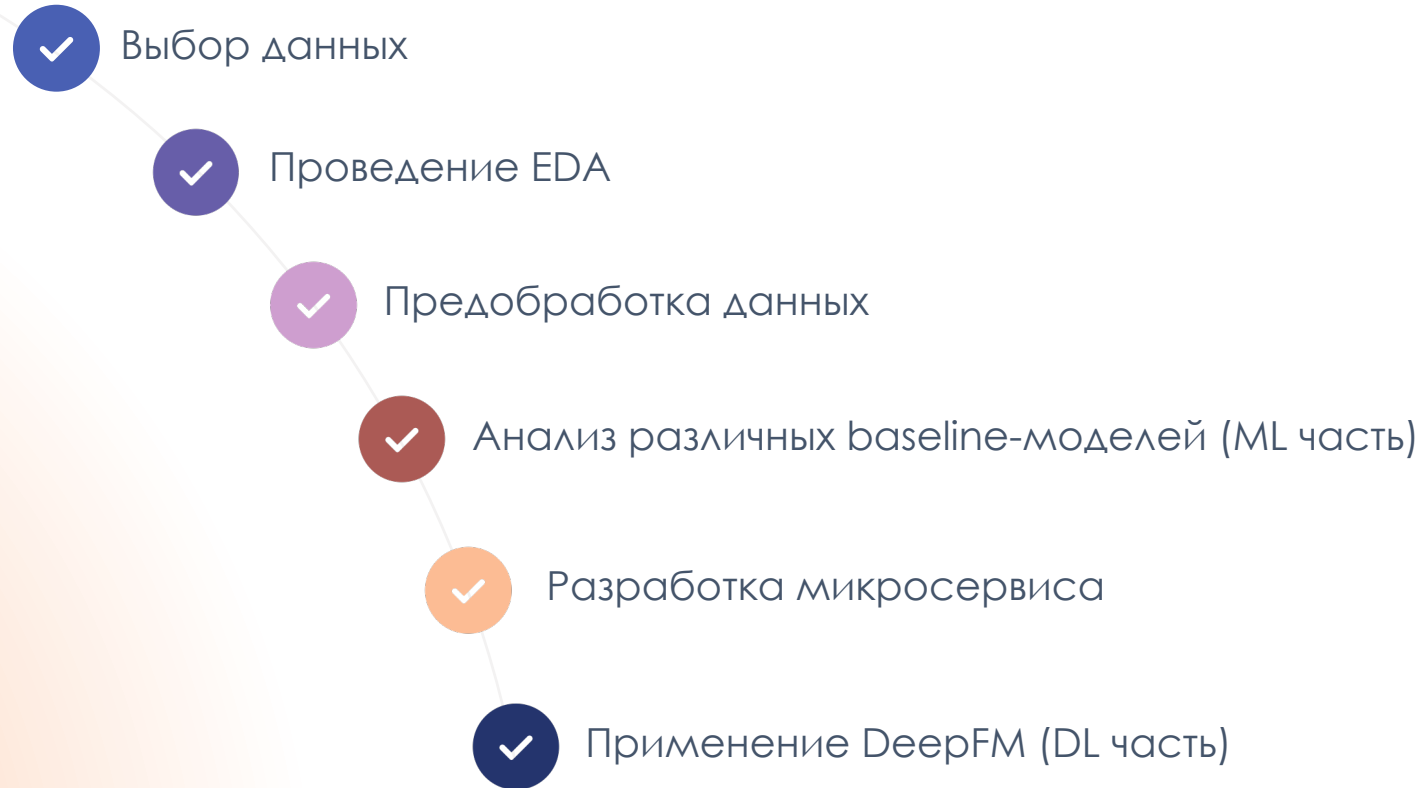 Выбор данных
Проведение EDA
Предобработка данных
Анализ различных baseline-моделей (ML часть)
Разработка микросервиса
Применение DeepFM (DL часть)